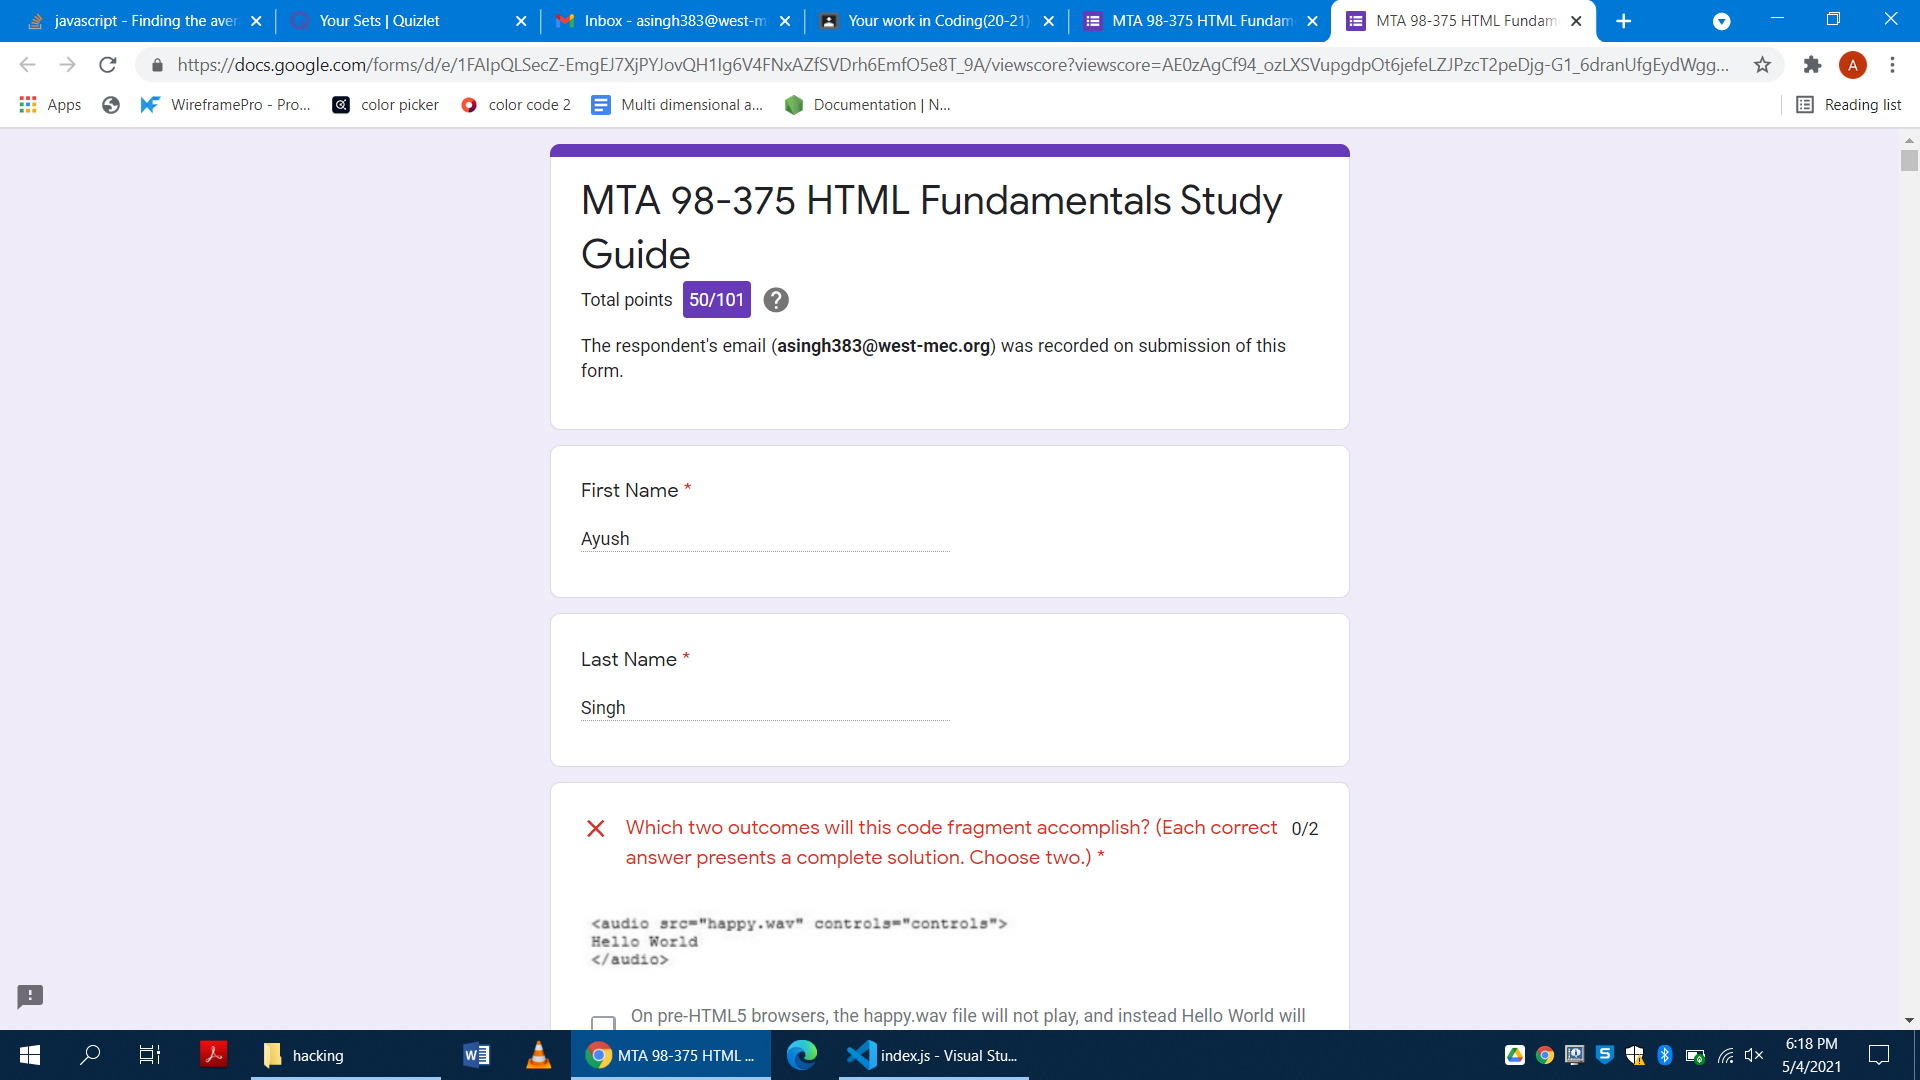 javascript - Finding the aver
Your Sets | Quizlet
Inbox - asingh383@west-m
Your work in Coding(20-21)
MTA 98-375 HTML Fundam
MTA 98-375 HTML Fundam
https://docs.google.com/forms/d/e/1FAIpQLSecZ-EmgEJ7XjPYJovQH1Ig6V4FNxAZfSVDrh6EmfO5e8T_9A/viewscore?viewscore=AE0zAgCf94_ozLXSVupgdpOt6jefeLZJPzcT2peDjg-G1_6dranUfgEydWgg...
A
Apps
WireframePro - Pro...
color picker
color code 2
Multi dimensional a...
Documentation | N...
Reading list
MTA 98-375 HTML Fundamentals Study
Guide
Total points 50/101
The respondent's email (asingh383@west-mec.org) was recorded on submission of this
form.
First Name *
Ayush
Last Name *
Singh
Which two outcomes will this code fragment accomplish? (Each correct 0/2
answer presents a complete solution. Choose two.) *
<audio src="happy.wav" controls="controls">
Hello World
</audio>
On pre-HTML5 browsers, the happy.wav file will not play, and instead Hello World will
hacking
MTA 98-375 HTML ...
index.js - Visual Stu...
6:18 PM
5/4/2021